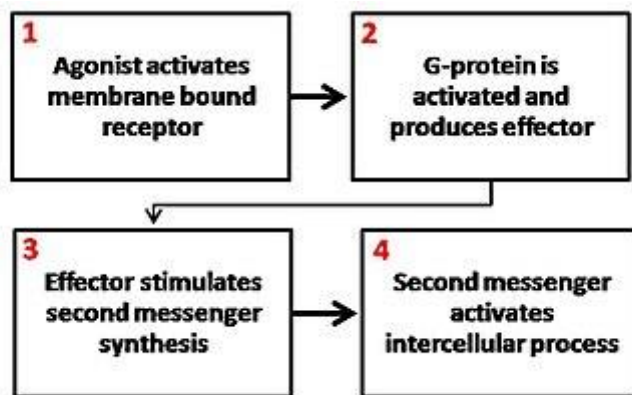 1
Agonist activates
membrane bound
receptor
2
G-protein is
activated and
produces effector
3
Effector stimulates
second messenger
synthesis
4
Second messenger
activates
intercellular process